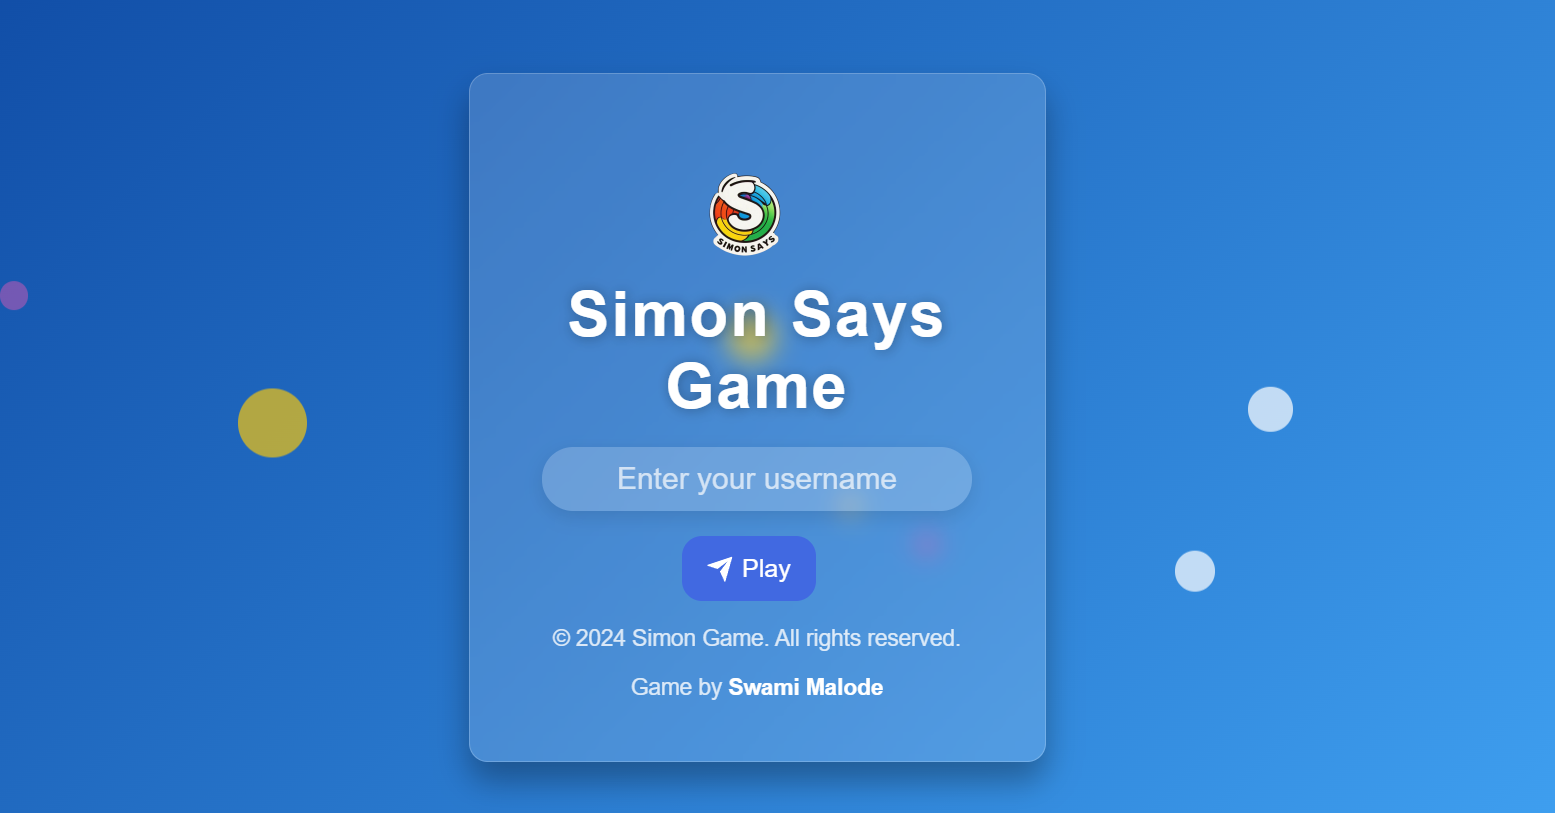 S
SIMON SAYS
Simon Says
Game
Enter your username
Play
© 2024 Simon Game. All rights reserved.
Game by Swami Malode